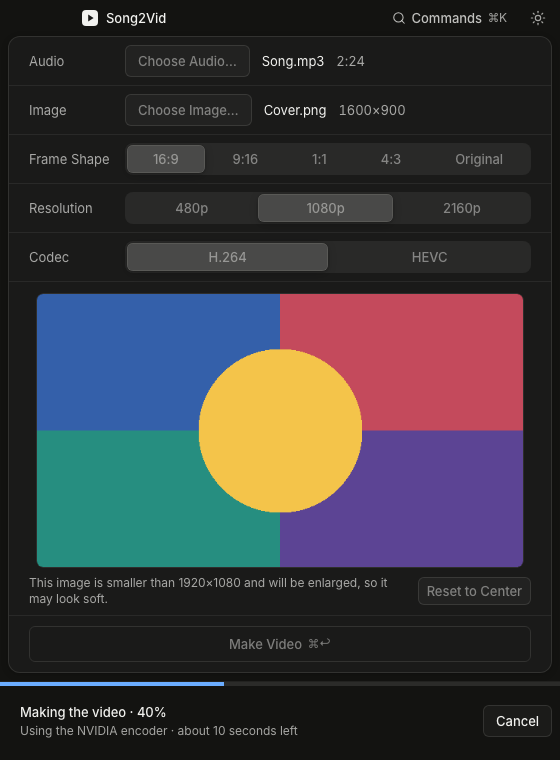 Song2Vid
Commands ⌘K
Audio Choose Audio... Song.mp3 2:24
Image Choose Image... Cover.png 1600×900
Frame Shape 16:9 9:16 1:1 4:3 Original
Resolution 480p 1080p 2160p
Codec H.264 HEVC
This image is smaller than 1920×1080 and will be enlarged, so it
may look soft.
Reset to Center
Make Video ⌘↩
Making the video · 40%
Using the NVIDIA encoder · about 10 seconds left
Cancel